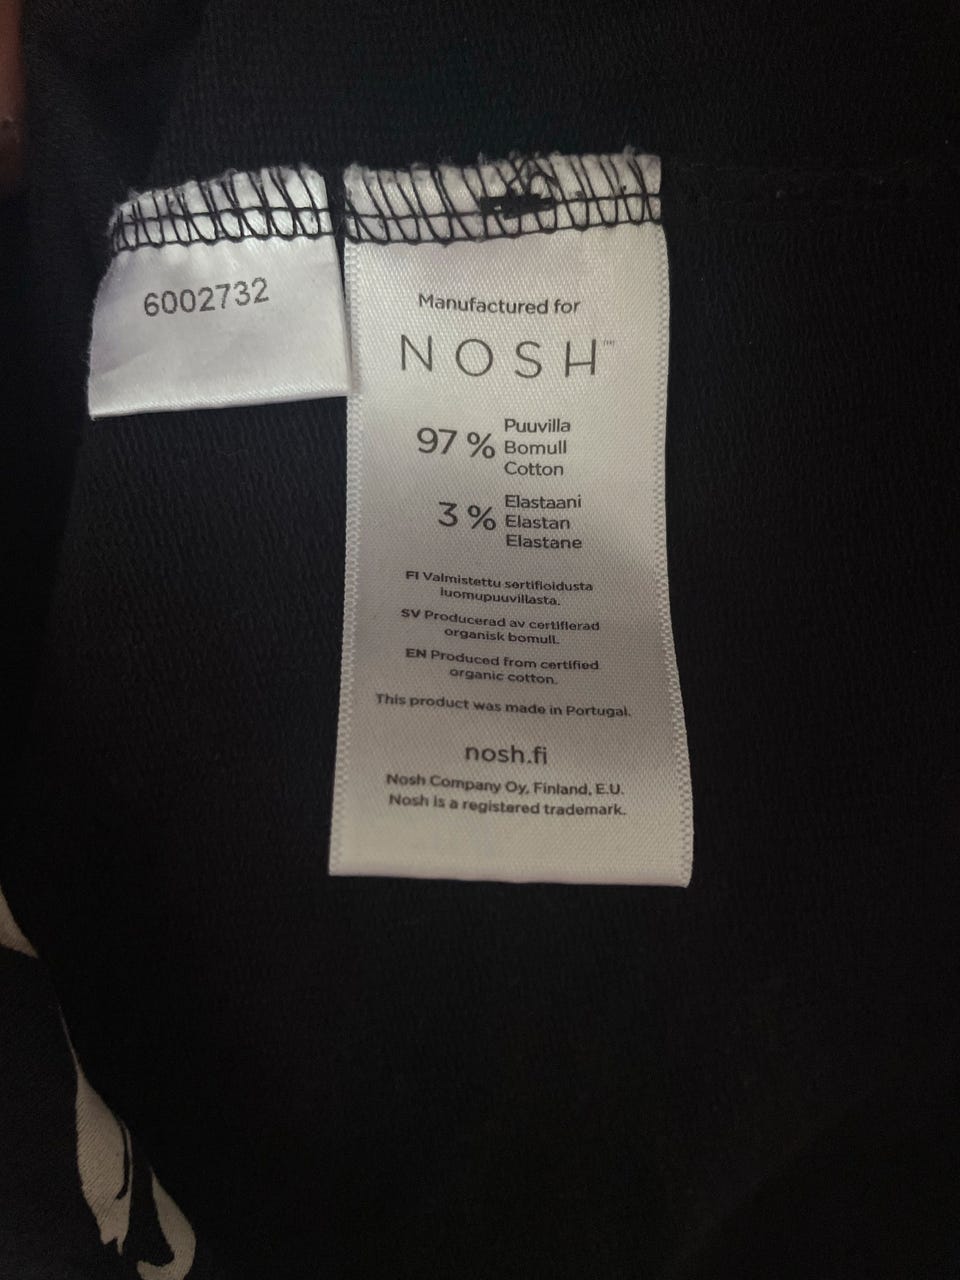 6002732
Manufactured for
NOSH™
97 %
Puuvilla
Bomull
Cotton
3 %
Elastaani
Elastan
Elastane
FI Valmistettu sertifioidusta
luomupuuvillasta.
SV Producerad av certifierad
organisk bomull.
EN Produced from certified
organic cotton.
This product was made in Portugal.
nosh.fi
Nosh Company Oy, Finland, E.U.
Nosh is a registered trademark.